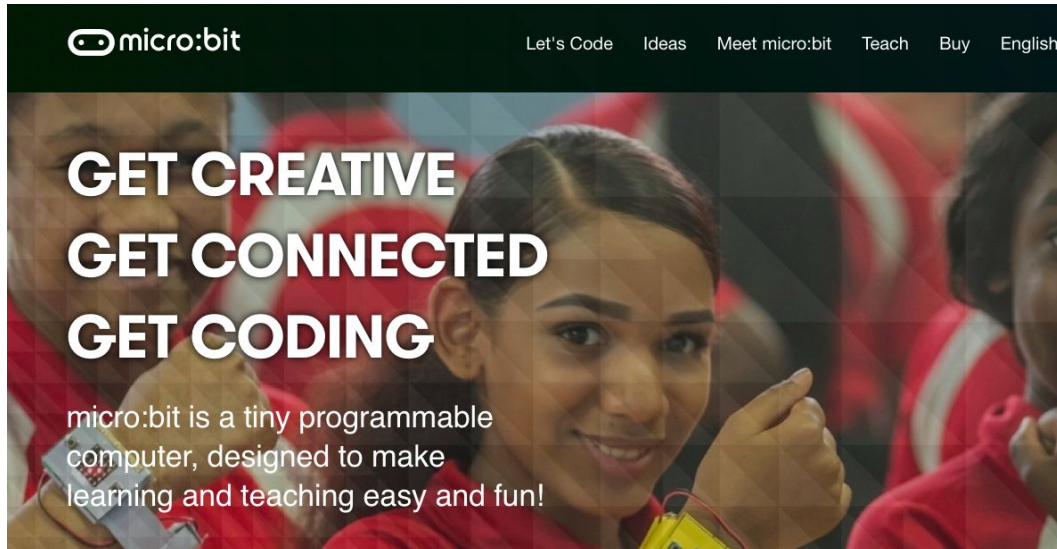 micro:bit
Let's Code Ideas Meet micro:bit Teach Buy English
GET CREATIVE
GET CONNECTED
GET CODING
micro:bit is a tiny programmable
computer, designed to make
learning and teaching easy and fun!